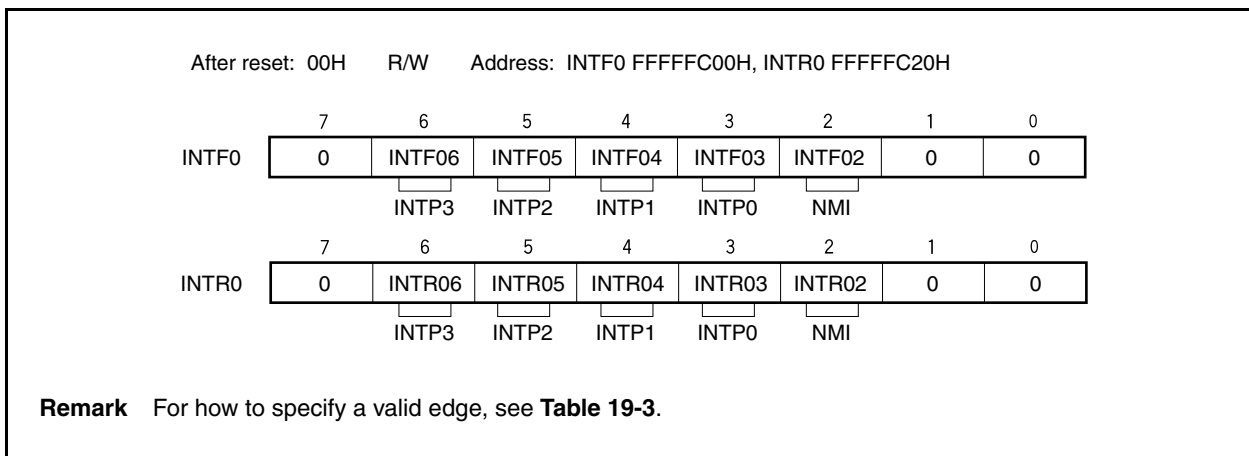 After reset: 00H R/W Address: INTF0 FFFFFC00H, INTR0 FFFFFC20H
7 6 5 4 3 2 1 0
INTF0 0 INTF06 INTF05 INTF04 INTF03 INTF02 0 0
INTP3 INTP2 INTP1 INTP0 NMI
7 6 5 4 3 2 1 0
INTR0 0 INTR06 INTR05 INTR04 INTR03 INTR02 0 0
INTP3 INTP2 INTP1 INTP0 NMI
Remark For how to specify a valid edge, see Table 19-3.